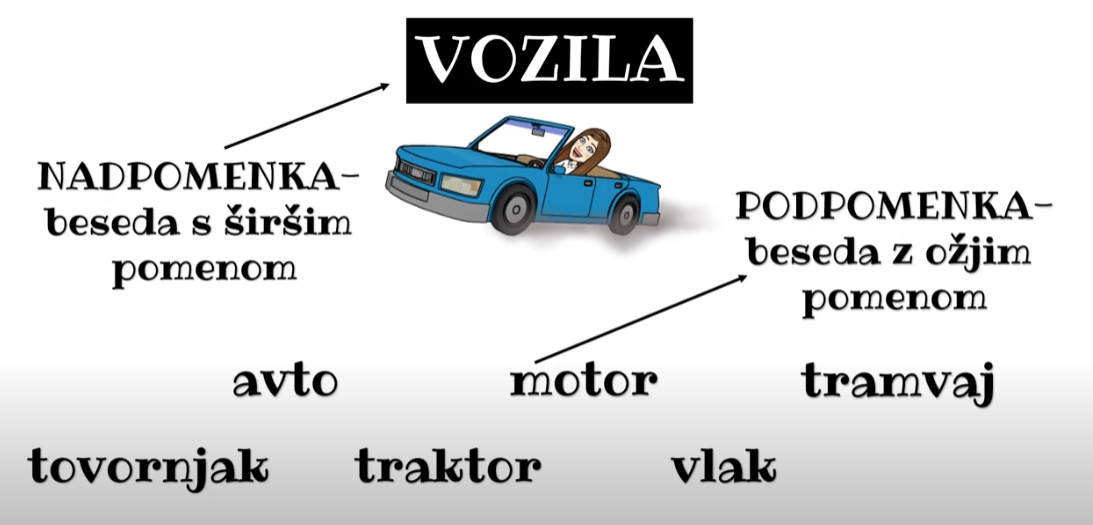 VOZILA
NADPOMENKA-
beseda s širšim
pomenom
PODPOMENKA-
beseda z ožjim
pomenom
avto motor tramvaj
tovornjak traktor vlak